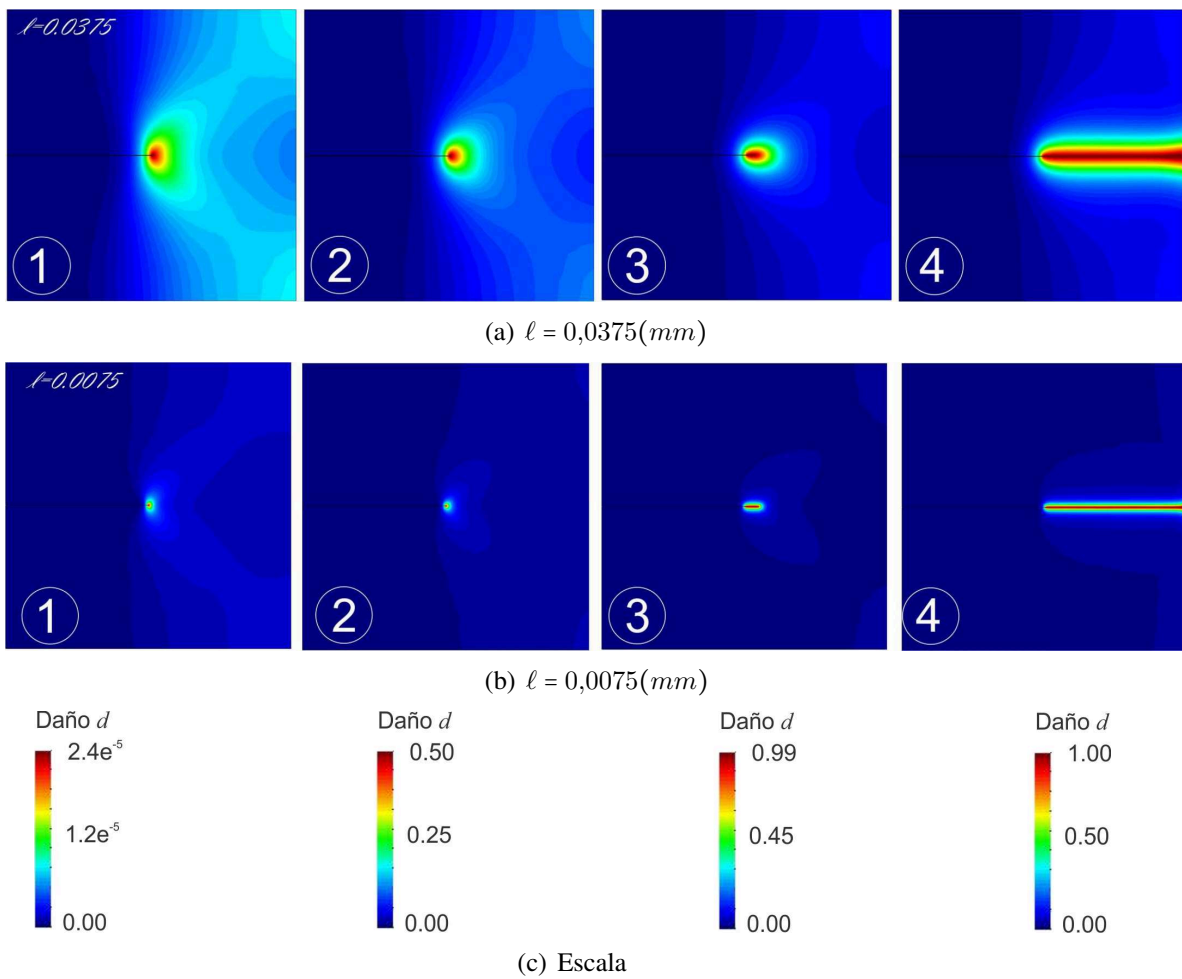 ℓ=0.0375
1 2 3 4
(a) ℓ = 0,0375(mm)
ℓ=0.0075
1 2 3 4
(b) ℓ = 0,0075(mm)
Daño d Daño d Daño d Daño d
2.4e⁻⁵ 0.50 0.99 1.00
1.2e⁻⁵ 0.25 0.45 0.50
0.00 0.00 0.00 0.00
(c) Escala